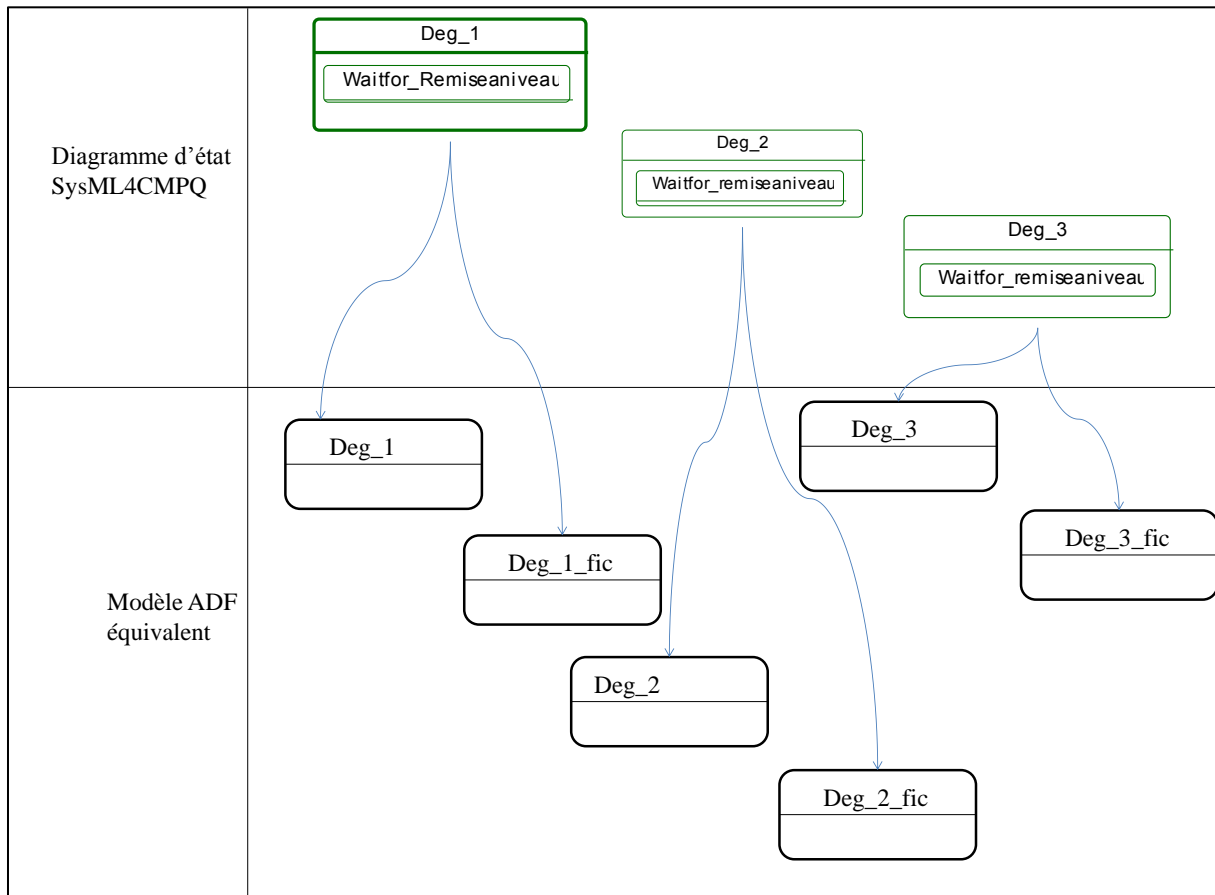 Diagramme d'état
SysML4CMPQ
Deg_1
Waitfor_Remiseaniveau
Deg_2
Waitfor_remiseaniveau
Deg_3
Waitfor_remiseaniveau
Modèle ADF
équivalent
Deg_1
Deg_1_fic
Deg_2
Deg_2_fic
Deg_3
Deg_3_fic